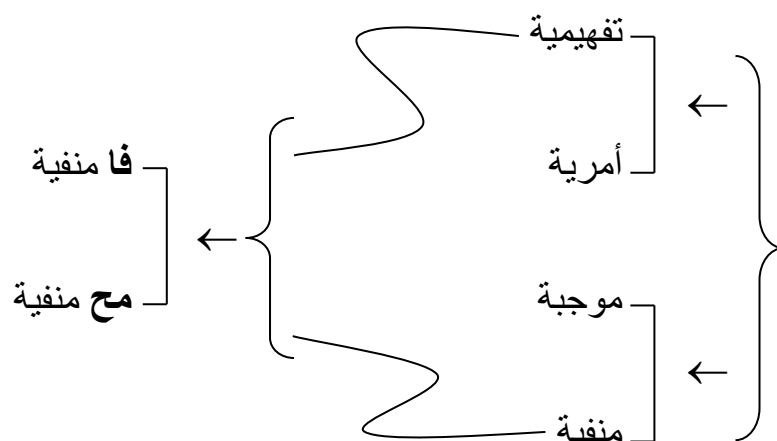 تفهيمية
أمرية
موجبة
منفية
فا منفية
مح منفية